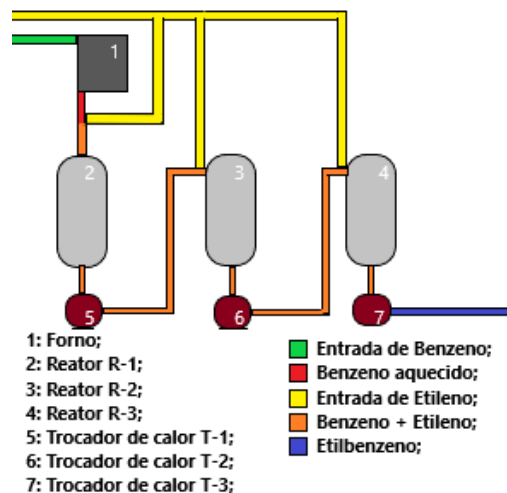 1
2
3
4
5
6
7
1: Forno;
2: Reator R-1;
3: Reator R-2;
4: Reator R-3;
5: Trocador de calor T-1;
6: Trocador de calor T-2;
7: Trocador de calor T-3;
Entrada de Benzeno;
Benzeno aquecido;
Entrada de Etileno;
Benzeno + Etileno;
Etilbenzeno;